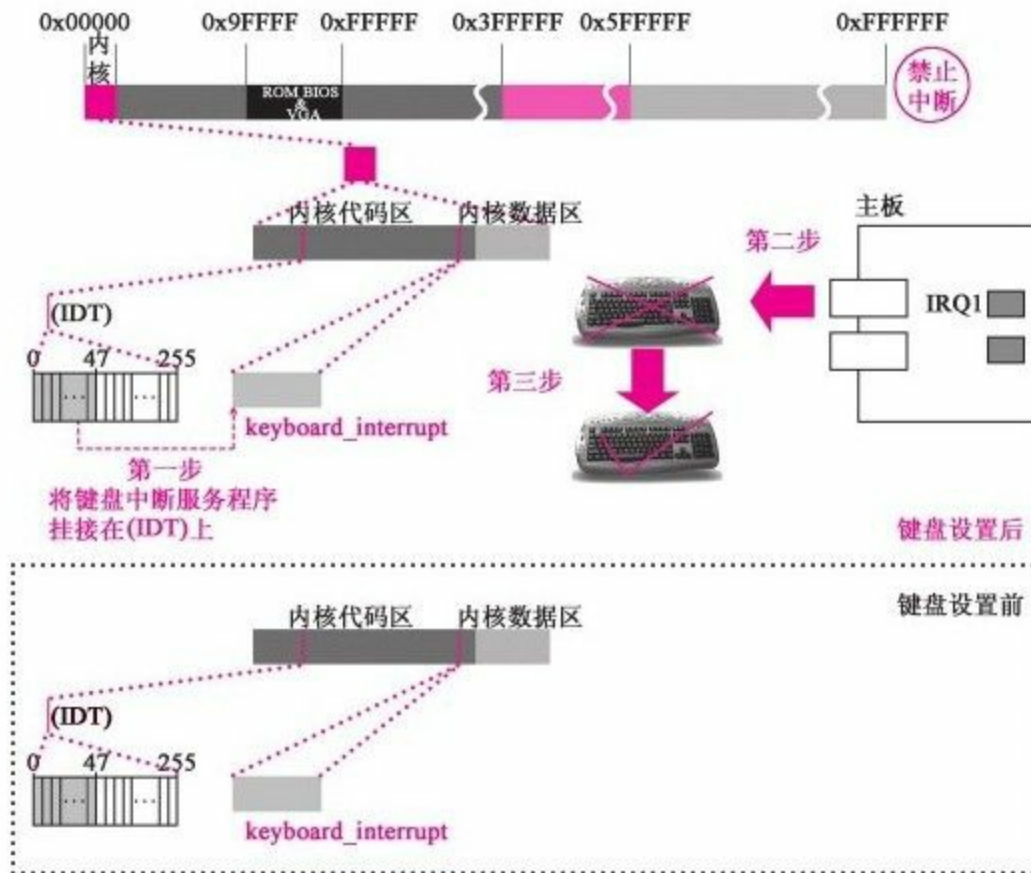 0x00000 0x9FFFF 0xFFFFF 0x3FFFFF 0x5FFFFF 0xFFFFFF
内核
ROM BIOS
&
VGA
禁止
中断
内核代码区 内核数据区
主板
第二步
IRQ1
(IDT)
0 47 255
... ...
第三步
keyboard_interrupt
第一步
将键盘中断服务程序
挂接在(IDT)上
键盘设置后
键盘设置前
内核代码区 内核数据区
(IDT)
0 47 255
... ...
keyboard_interrupt